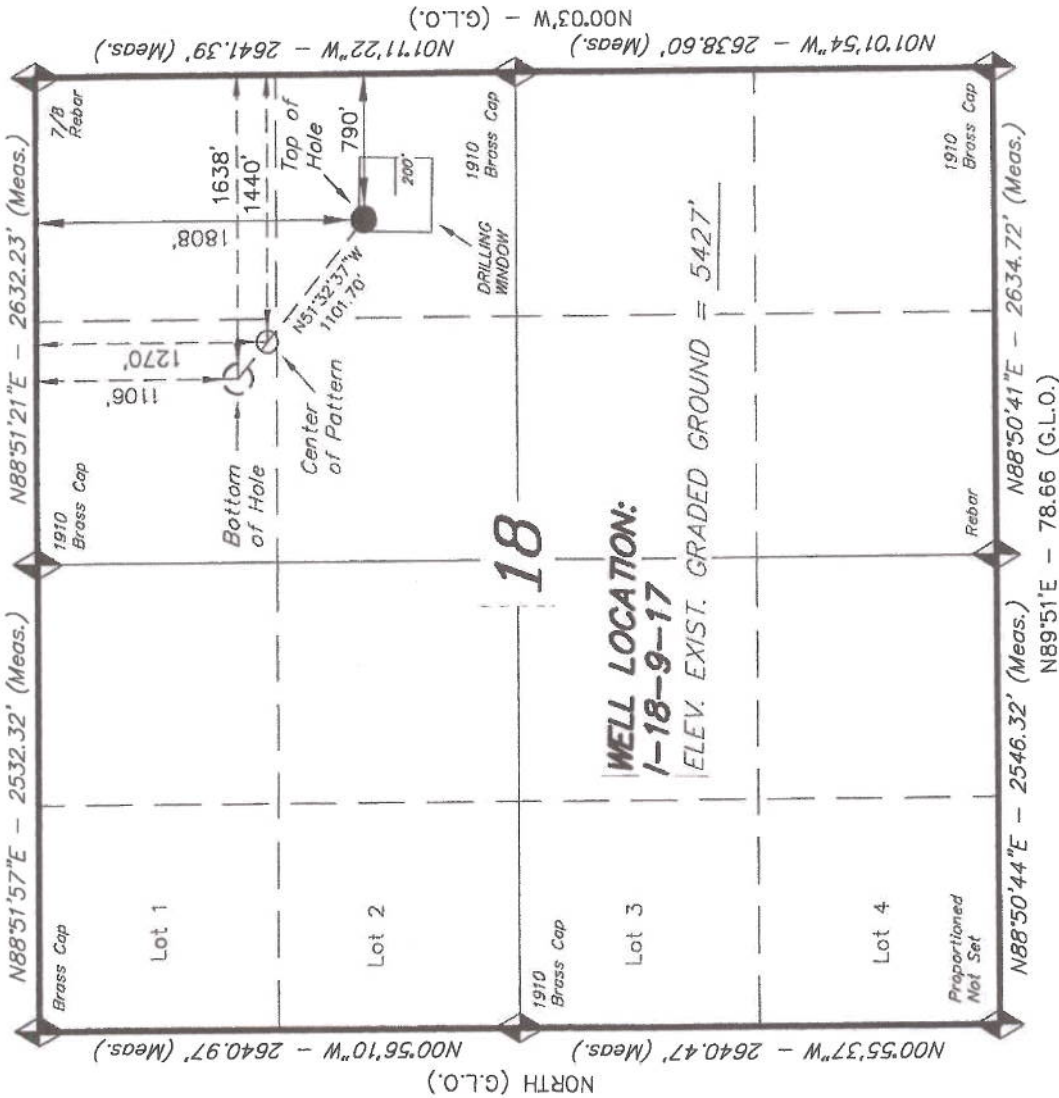 N00°03'W - (G.L.O.)
N01°11'22"W - 2641.39' (Meas.)
N01°01'54"W - 2638.60' (Meas.)
N88°51'57"E - 2532.32' (Meas.)
N88°51'21"E - 2632.23' (Meas.)
Brass Cap
1910
Brass Cap
7/8
Rebar
1106'
1270'
1808'
1638'
1440'
Top of
Hole
790'
200'
Bottom
of Hole
Center
of Pattern
N51°32'37"W
1101.70'
DRILLING
WINDOW
Lot 1
Lot 2
1910
Brass Cap
1910
Brass Cap
18
WELL LOCATION:
1-18-9-17
ELEV. EXIST. GRADED GROUND = 5427'
Lot 3
Lot 4
Proportioned
Not Set
Rebar
1910
Brass Cap
NORTH (G.L.O.)
N00°56'10"W - 2640.97' (Meas.)
N00°55'37"W - 2640.47' (Meas.)
N88°50'44"E - 2546.32' (Meas.)
N88°50'41"E - 2634.72' (Meas.)
N89°51'E - 78.66 (G.L.O.)